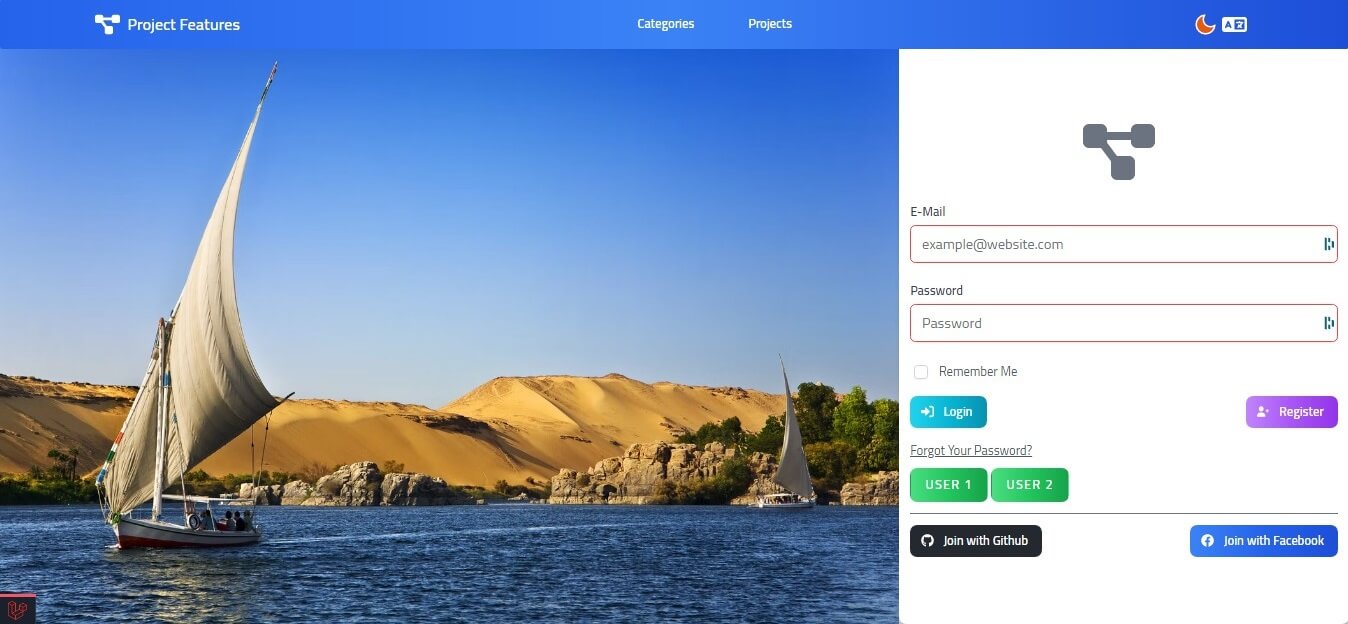 Project Features
Categories
Projects
A
E-Mail
example@website.com
Password
Password
Remember Me
Login
Register
Forgot Your Password?
USER 1
USER 2
Join with Github
Join with Facebook